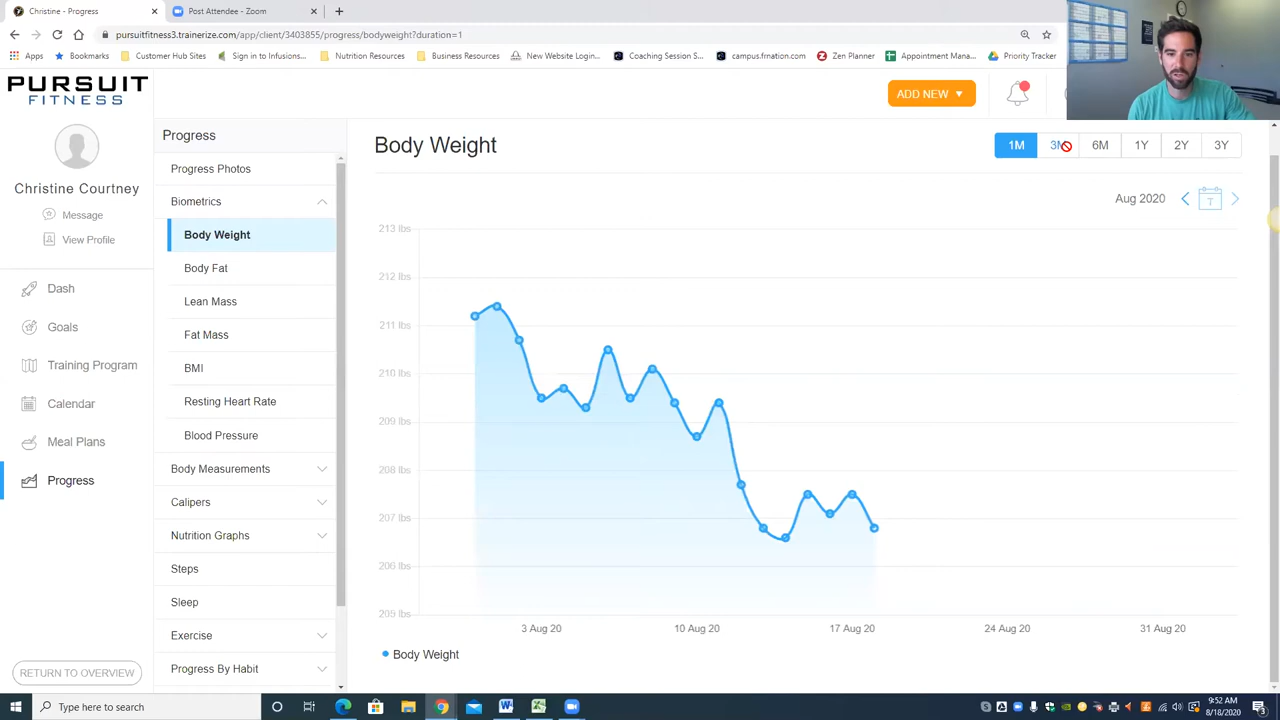 Christine - Progress
Post Attendee - Zoom
pursuitfitness3.trainerize.com/app/client/3403855/progress/bodyweight?duration=1
Apps
Bookmarks
Customer Hub Sites
Sign in to Infusions...
Nutrition Resources
Business Resources
New Website Login...
Coaching Session S...
campus.frnation.com
Zen Planner
Appointment Mana...
Priority Tracker
PURSUIT
FITNESS
Christine Courtney
Message
View Profile
Dash
Goals
Training Program
Calendar
Meal Plans
Progress
RETURN TO OVERVIEW
Progress
Progress Photos
Biometrics
Body Weight
Body Fat
Lean Mass
Fat Mass
BMI
Resting Heart Rate
Blood Pressure
Body Measurements
Calipers
Nutrition Graphs
Steps
Sleep
Exercise
Progress By Habit
ADD NEW
Body Weight
1M 3M 6M 1Y 2Y 3Y
Aug 2020
7
213 lbs
212 lbs
211 lbs
210 lbs
209 lbs
208 lbs
207 lbs
206 lbs
205 lbs
3 Aug 20 10 Aug 20 17 Aug 20 24 Aug 20 31 Aug 20
Body Weight
Type here to search
9:52 AM
8/18/2020